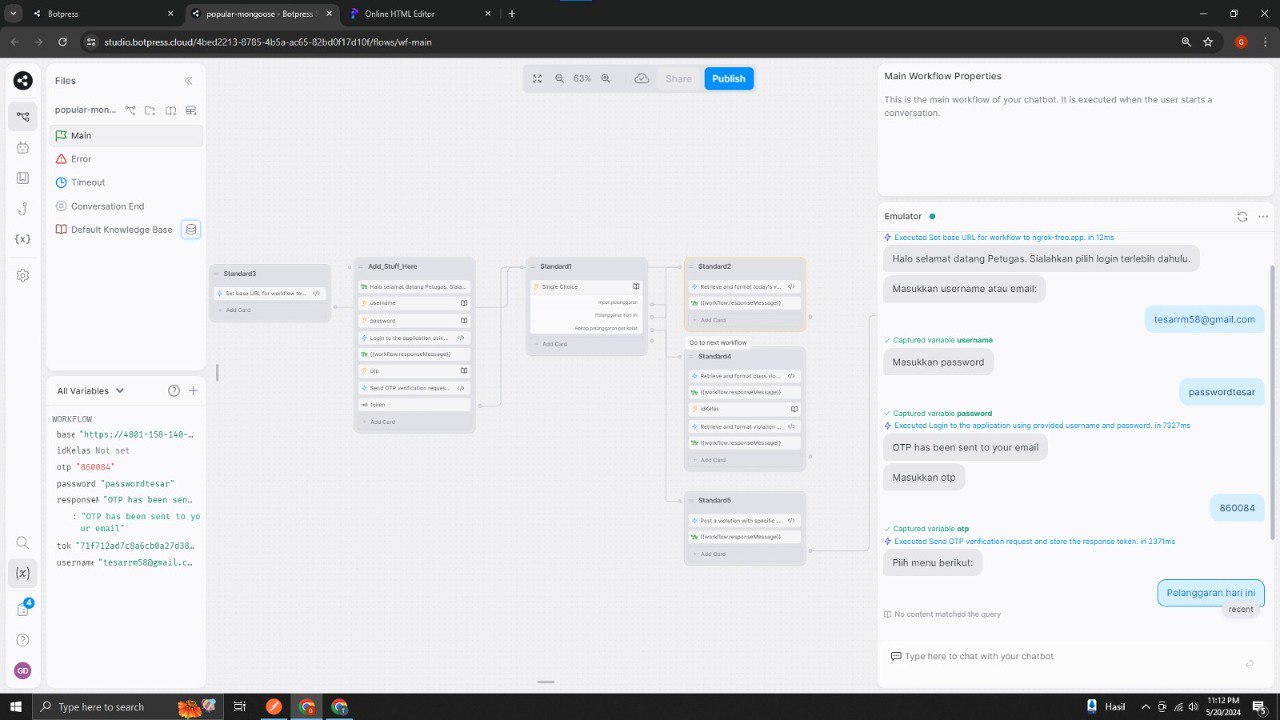 Botpress
popular-mongoose - Botpress
Online HTML Editor
studio.botpress.cloud/4bed2213-8785-4b5a-ac65-82bd0f17d10f/flows/wf-main
G
Files
popular-mon...
Main
Error
Timeout
Conversation End
Default Knowledge Base
63%
Share
Publish
Standard3
Set base URL for workflow to...
Add Card
Add_Stuff_Here
Halo selamat datang Petugas. Siala...
username
password
Login to the application usin...
{{workflow.responseMessage}}
otp
Send OTP verification reques...
Token
Add Card
Standard1
Single Choice
Input pelanggaran
Pelanggaran hari ini
Rekap pelanggaran per kelas
Add Card
Standard2
Retrieve and format today's v...
{{workflow.responseMessage}}
Add Card
Go to next workflow
Standard4
Retrieve and format class vio...
{{workflow.responseMessage}}
idKelas
Retrieve and format violation ...
{{workflow.responseMessage}}
Add Card
Standard5
Post a violation with specific ...
{{workflow.responseMessage}}
Add Card
Variables
WORKFLOW
base "https://4801-158-140-…
idKelas Not set
otp "860084"
password "passwordtesar"
response "OTP has been sen…
: "OTP has been sent to yo
ur email"
"71f712ad7c8a6cb0a27d38…
username "tesarrm58@gmail.c…
4
GD
Main Workflow Properties
This is the main workflow of your chatbot. It is executed when the user starts a
conversation.
Emulator
Executed Set base URL for workflow to ngrok-free.app. in 12ms
Halo selamat datang Petugas. Sialahkan pilih login terlebih dahulu.
Masukkan username atau email:
tesarrm58@gmail.com
Captured variable username
Masukkan password
passwordtesar
Captured variable password
Executed Login to the application using provided username and password. in 7327ms
OTP has been sent to your email
Masukkan otp
860084
Captured variable otp
Executed Send OTP verification request and store the response token. in 2371ms
Pilih menu berikut:
Pelanggaran hari ini
recent
No content matched the query
Type here to chat with your chatbot
Type here to search
Hasil
11:12 PM
5/20/2024